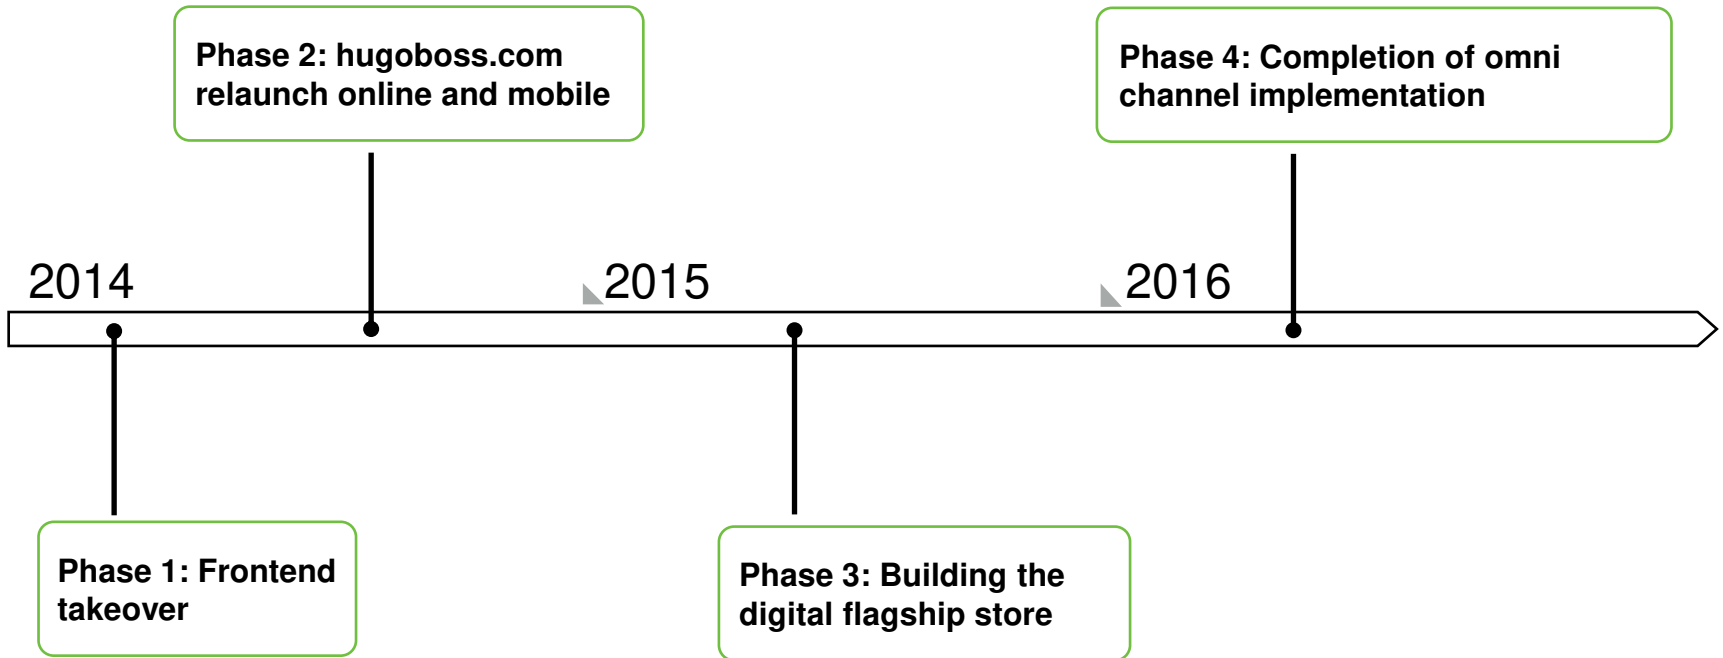 Phase 2: hugoboss.com
relaunch online and mobile
Phase 4: Completion of omni
channel implementation
2014
2015
2016
Phase 1: Frontend
takeover
Phase 3: Building the
digital flagship store